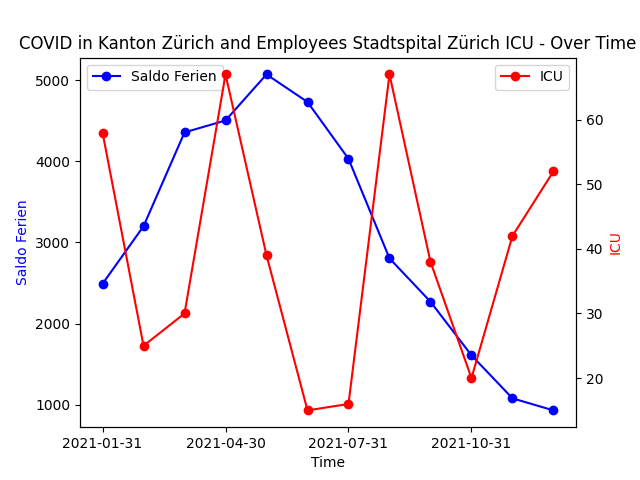 COVID in Kanton Zürich and Employees Stadtspital Zürich ICU - Over Time
Saldo Ferien
ICU
5000
4000
3000
2000
1000
Saldo Ferien
60
50
40
30
20
ICU
2021-01-31
2021-04-30
2021-07-31
2021-10-31
Time